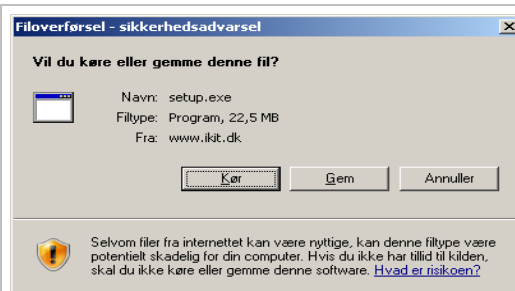 Filoverførsel - sikkerhedsadvarsel
Vil du køre eller gemme denne fil?
Navn: setup.exe
Filtype: Program, 22,5 MB
Fra: www.ikit.dk
Kør Gem Annuller
Selvom filer fra internettet kan være nyttige, kan denne filtype være
potentielt skadelig for din computer. Hvis du ikke har tillid til kilden,
skal du ikke køre eller gemme denne software. Hvad er risikoen?